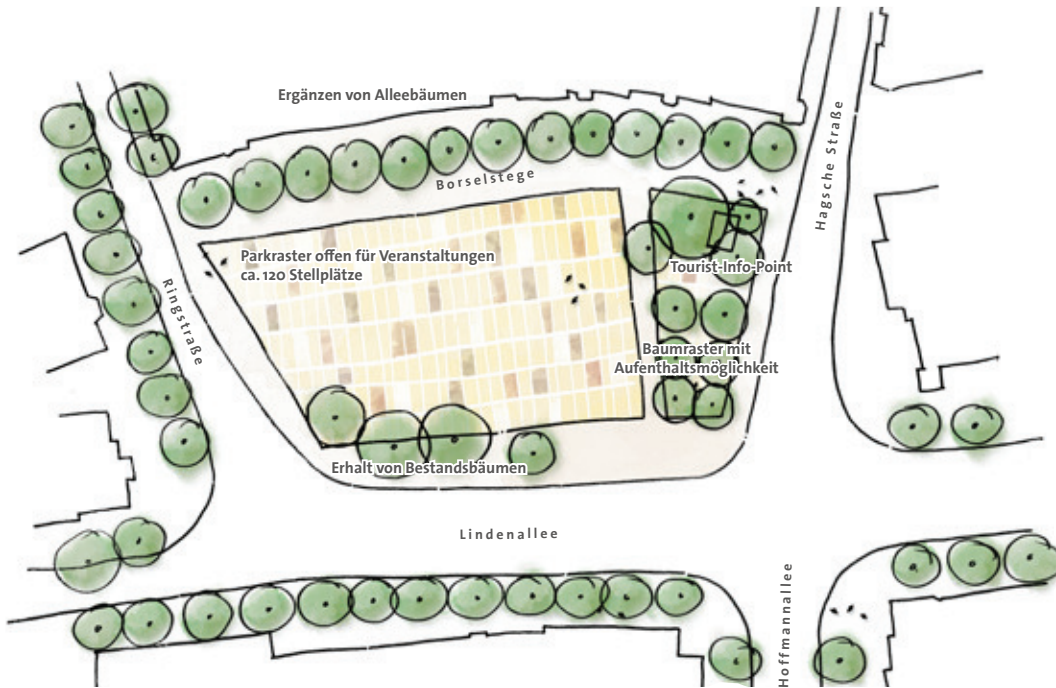 Ergänzen von Alleebäumen
Hagsche Straße
Borselstege
Parkraster offen für Veranstaltungen
ca. 120 Stellplätze
Tourist-Info-Point
Ringstraße
Baumraster mit
Aufenthaltsmöglichkeit
Erhalt von Bestandsbäumen
Lindenallee
Hoffmannallee